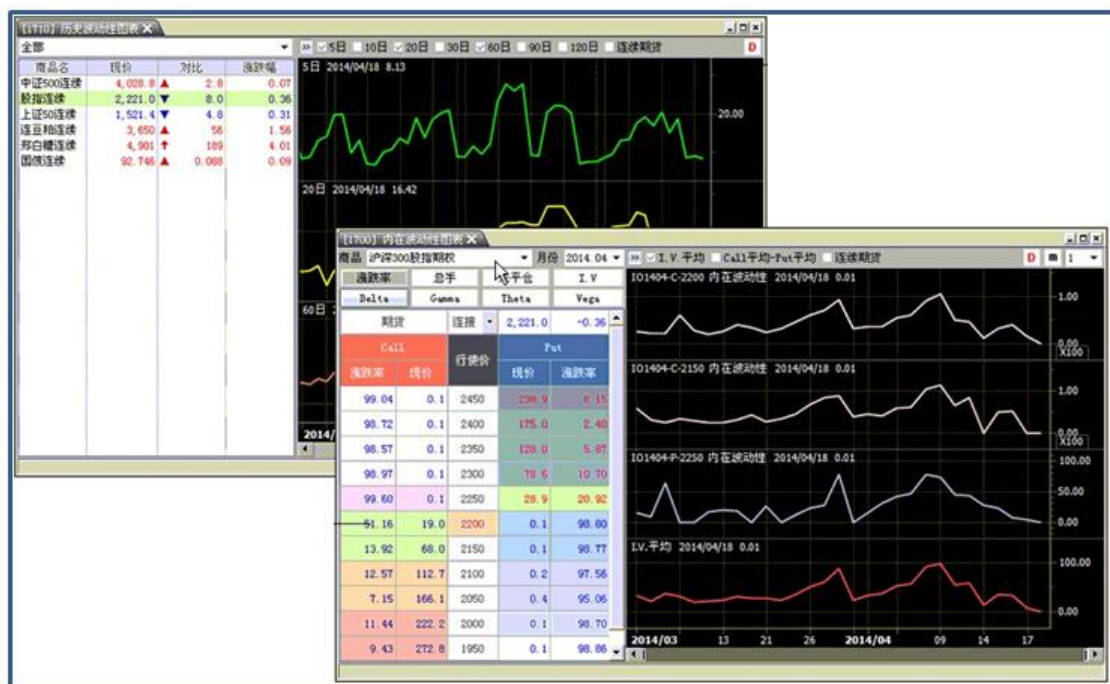 [1710] 历史波动性图表 X
全部
>> 5日 10日 20日 30日 60日 90日 120日 连续期货 D
商品名 现价 对比 涨跌幅
中证500连续 4,028.8 ▲ 2.8 0.07
股指连续 2,221.0 ▼ 8.0 0.36
上证50连续 1,521.4 ▼ 4.8 0.31
连豆粕连续 3,650 ▲ 56 1.56
郑白糖连续 4,901 ↑ 189 4.01
国债连续 92.746 ▲ 0.088 0.09
5日 2014/04/18 8.13
20.00
20日 2014/04/18 16.42
60日
2014/
[1700] 内在波动性图表 X
商品 沪深300股指期权 月份 2014.04 >> I.V.平均 Call平均-Put平均 连续期货 D 1
涨跌率 总手 平仓 I.V
Delta Gamma Theta Vega
期货 连接 2,221.0 -0.36
Call 行使价 Put
涨跌率 现价 现价 涨跌率
99.04 0.1 2450 238.9 6.15
98.72 0.1 2400 175.0 2.40
98.57 0.1 2350 128.0 5.87
98.97 0.1 2300 78.6 10.70
99.60 0.1 2250 28.9 20.92
51.16 19.0 2200 0.1 98.80
13.92 68.0 2150 0.1 98.77
12.57 112.7 2100 0.2 97.56
7.15 166.1 2050 0.4 95.06
11.44 222.2 2000 0.1 98.70
9.43 272.8 1950 0.1 98.86
IO1404-C-2200 内在波动性 2014/04/18 0.01
1.00
0.00
X100
IO1404-C-2150 内在波动性 2014/04/18 0.01
1.00
0.00
X100
IO1404-P-2250 内在波动性 2014/04/18 0.01
100.00
50.00
0.00
I.V.平均 2014/04/18 0.01
100.00
0.00
2014/03 13 21 26 2014/04 09 14 17